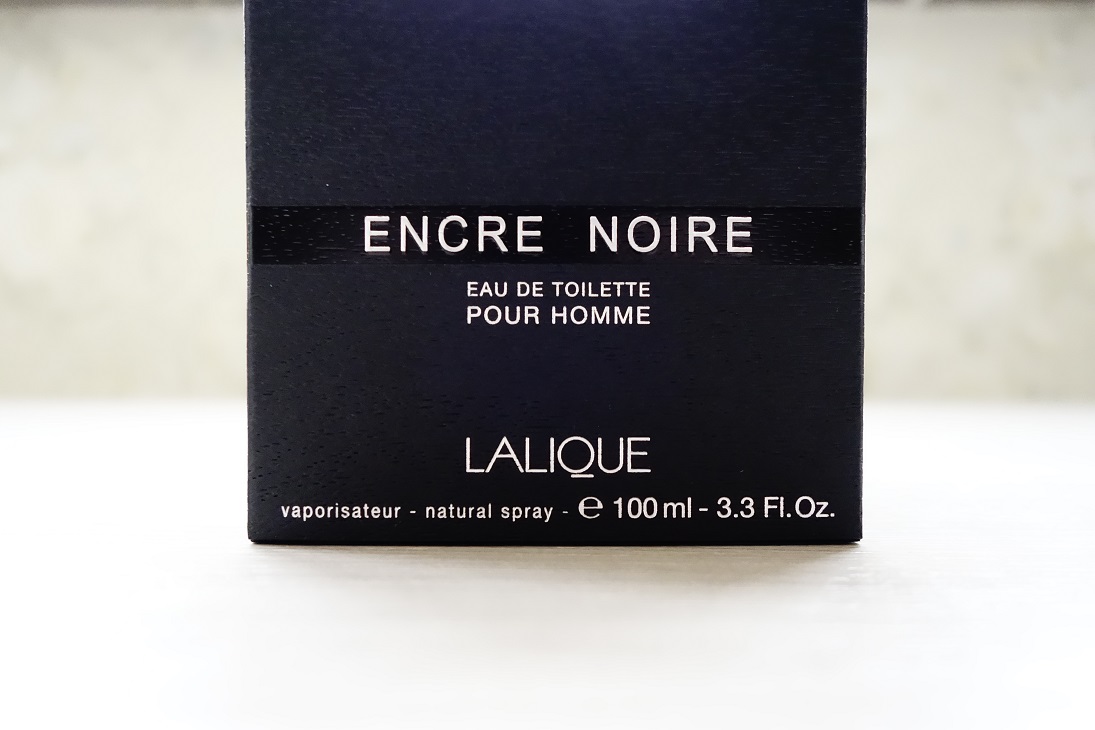 ENCRE NOIRE
EAU DE TOILETTE
POUR HOMME
LALIQUE
vaporisateur - natural spray - ℮ 100 ml - 3.3 Fl.Oz.